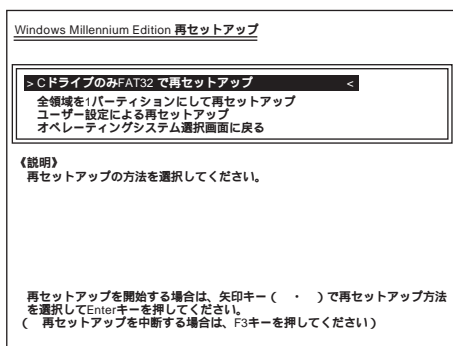 Windows Millennium Edition 再セットアップ
>CドライブのみFAT32 で再セットアップ <
全領域を1パーティションにして再セットアップ
ユーザー設定による再セットアップ
オペレーティングシステム選択画面に戻る
《説明》
再セットアップの方法を選択してください。
再セットアップを開始する場合は、矢印キー( ・ )で再セットアップ方法
を選択してEnterキーを押してください。
( 再セットアップを中断する場合は、F3キーを押してください)